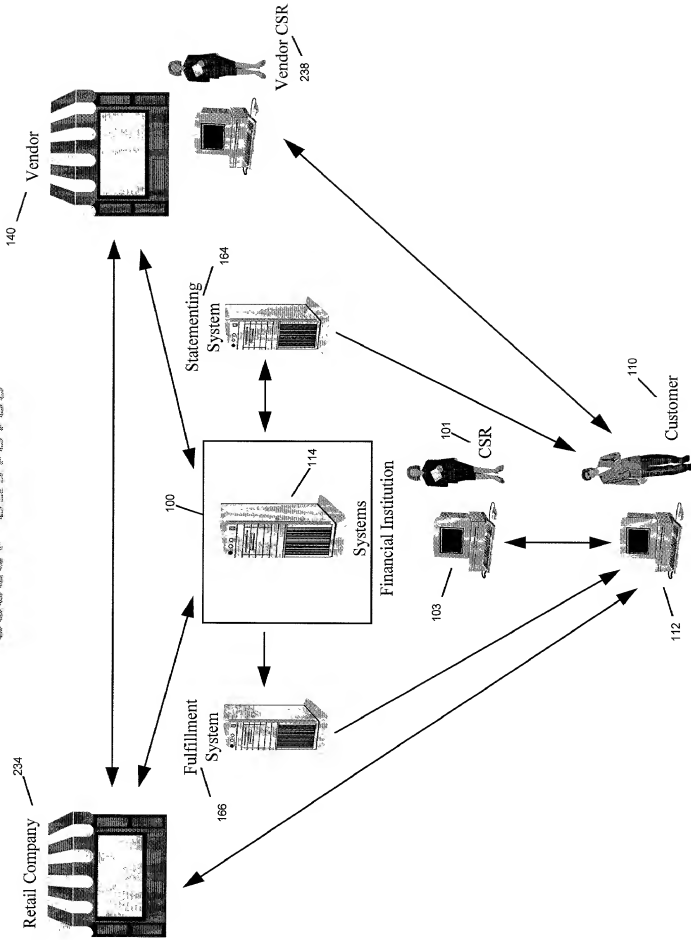 Retail Company
234
140
Vendor
Vendor CSR
238
Statementing
System
164
100
114
Systems
Financial Institution
Fulfillment
System
166
101
CSR
103
110
Customer
112